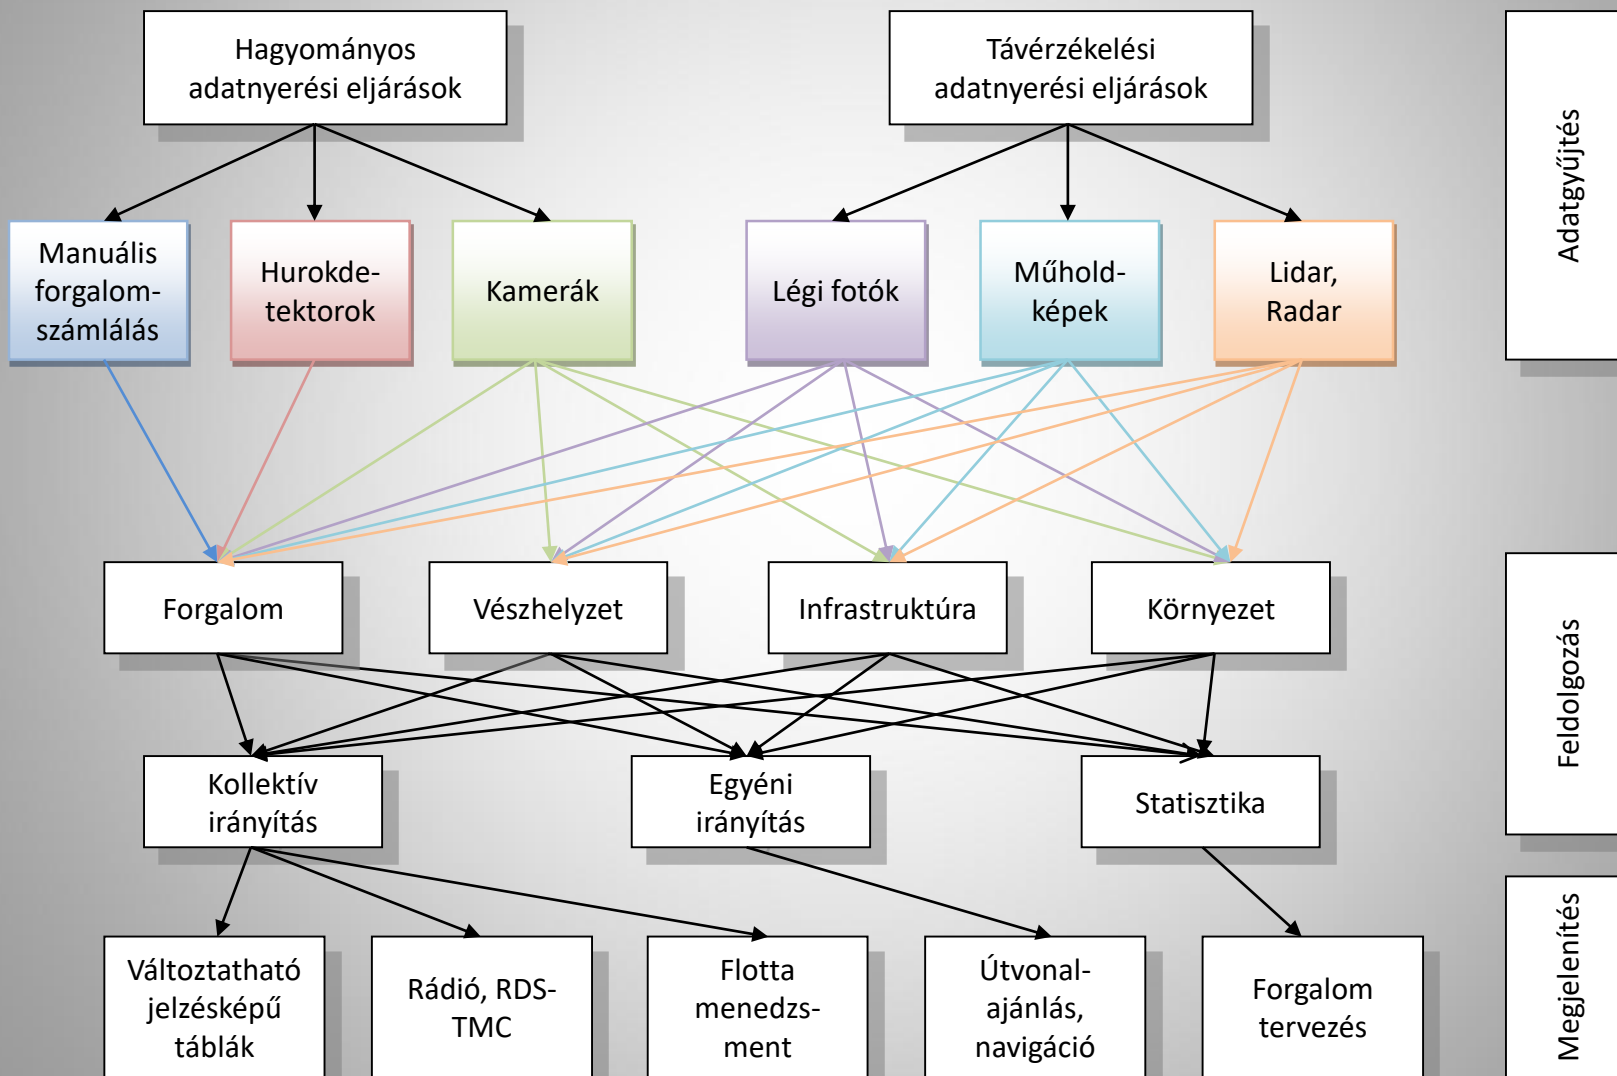 Hagyományos
adatnyerési eljárások
Távérzékelési
adatnyerési eljárások
Adatgyűjtés
Manuális
forgalom-
számlálás
Hurokde-
tektorok
Kamerák
Légi fotók
Műhold-
képek
Lidar,
Radar
Forgalom
Vészhelyzet
Infrastruktúra
Környezet
Feldolgozás
Kollektív
irányítás
Egyéni
irányítás
Statisztika
Változtatható
jelzésképű
táblák
Rádió, RDS-
TMC
Flotta
menedzs-
ment
Útvonal-
ajánlás,
navigáció
Forgalom
tervezés
Megjelenítés